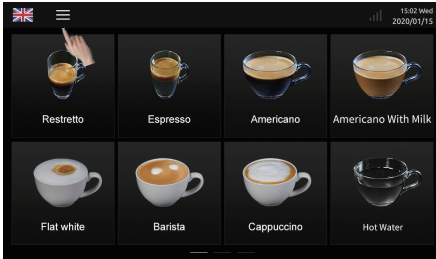 15:02 Wed
2020/01/15
Restretto
Espresso
Americano
Americano With Milk
Flat white
Barista
Cappuccino
Hot Water